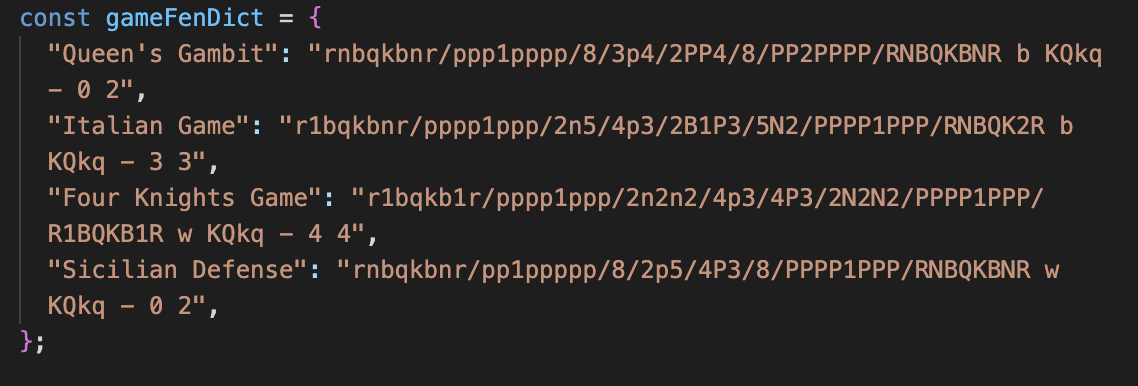 const gameFenDict = {
"Queen's Gambit": "rnbqkbnr/ppp1pppp/8/3p4/2PP4/8/PP2PPPP/RNBQKBNR b KQkq
- 0 2",
"Italian Game": "r1bqkbnr/pppp1ppp/2n5/4p3/2B1P3/5N2/PPPP1PPP/RNBQK2R b
KQkq - 3 3",
"Four Knights Game": "r1bqkb1r/pppp1ppp/2n2n2/4p3/4P3/2N2N2/PPPP1PPP/
R1BQKB1R w KQkq - 4 4",
"Sicilian Defense": "rnbqkbnr/pp1ppppp/8/2p5/4P3/8/PPPP1PPP/RNBQKBNR w
KQkq - 0 2",
};